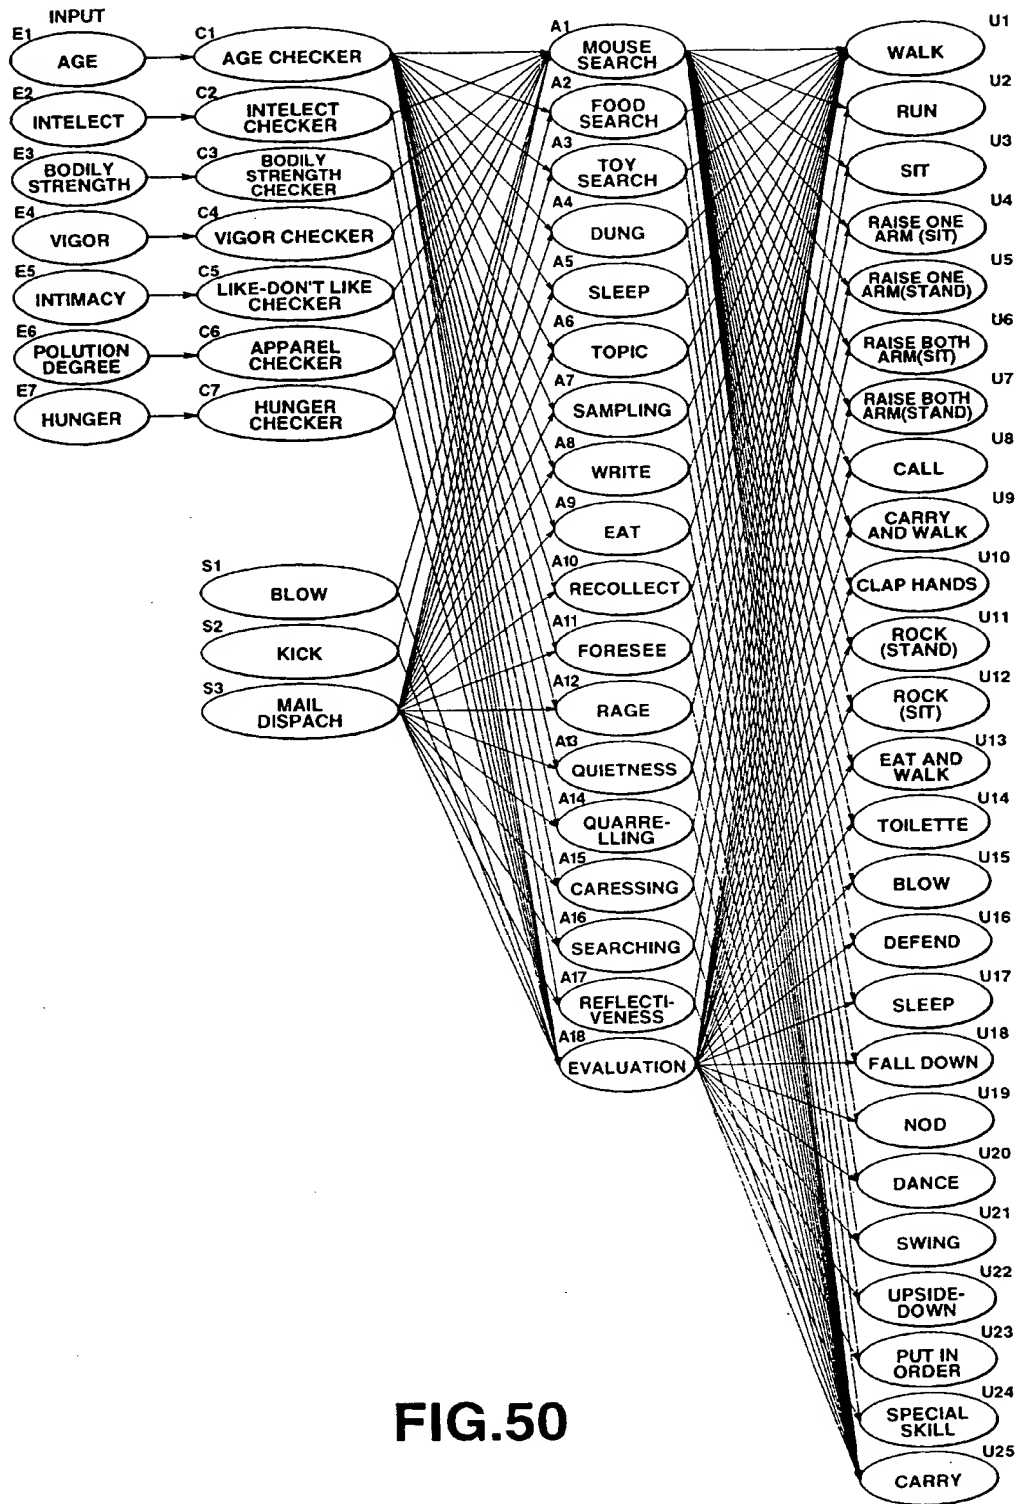 INPUT
E1
AGE
E2
INTELECT
E3
BODILY
STRENGTH
E4
VIGOR
E5
INTIMACY
E6
POLUTION
DEGREE
E7
HUNGER
C1
AGE CHECKER
C2
INTELECT
CHECKER
C3
BODILY
STRENGTH
CHECKER
C4
VIGOR CHECKER
C5
LIKE-DON'T LIKE
CHECKER
C6
APPAREL
CHECKER
C7
HUNGER
CHECKER
S1
BLOW
S2
KICK
S3
MAIL
DISPACH
A1
MOUSE
SEARCH
A2
FOOD
SEARCH
A3
TOY
SEARCH
A4
DUNG
A5
SLEEP
A6
TOPIC
A7
SAMPLING
A8
WRITE
A9
EAT
A10
RECOLLECT
A11
FORESEE
A12
RAGE
A13
QUIETNESS
A14
QUARRE-
LLING
A15
CARESSING
A16
SEARCHING
A17
REFLECTI-
VENESS
A18
EVALUATION
U1
WALK
U2
RUN
U3
SIT
U4
RAISE ONE
ARM (SIT)
U5
RAISE ONE
ARM(STAND)
U6
RAISE BOTH
ARM(SIT)
U7
RAISE BOTH
ARM(STAND)
U8
CALL
U9
CARRY
AND WALK
U10
CLAP HANDS
U11
ROCK
(STAND)
U12
ROCK
(SIT)
U13
EAT AND
WALK
U14
TOILETTE
U15
BLOW
U16
DEFEND
U17
SLEEP
U18
FALL DOWN
U19
NOD
U20
DANCE
U21
SWING
U22
UPSIDE-
DOWN
U23
PUT IN
ORDER
U24
SPECIAL
SKILL
U25
CARRY
FIG.50